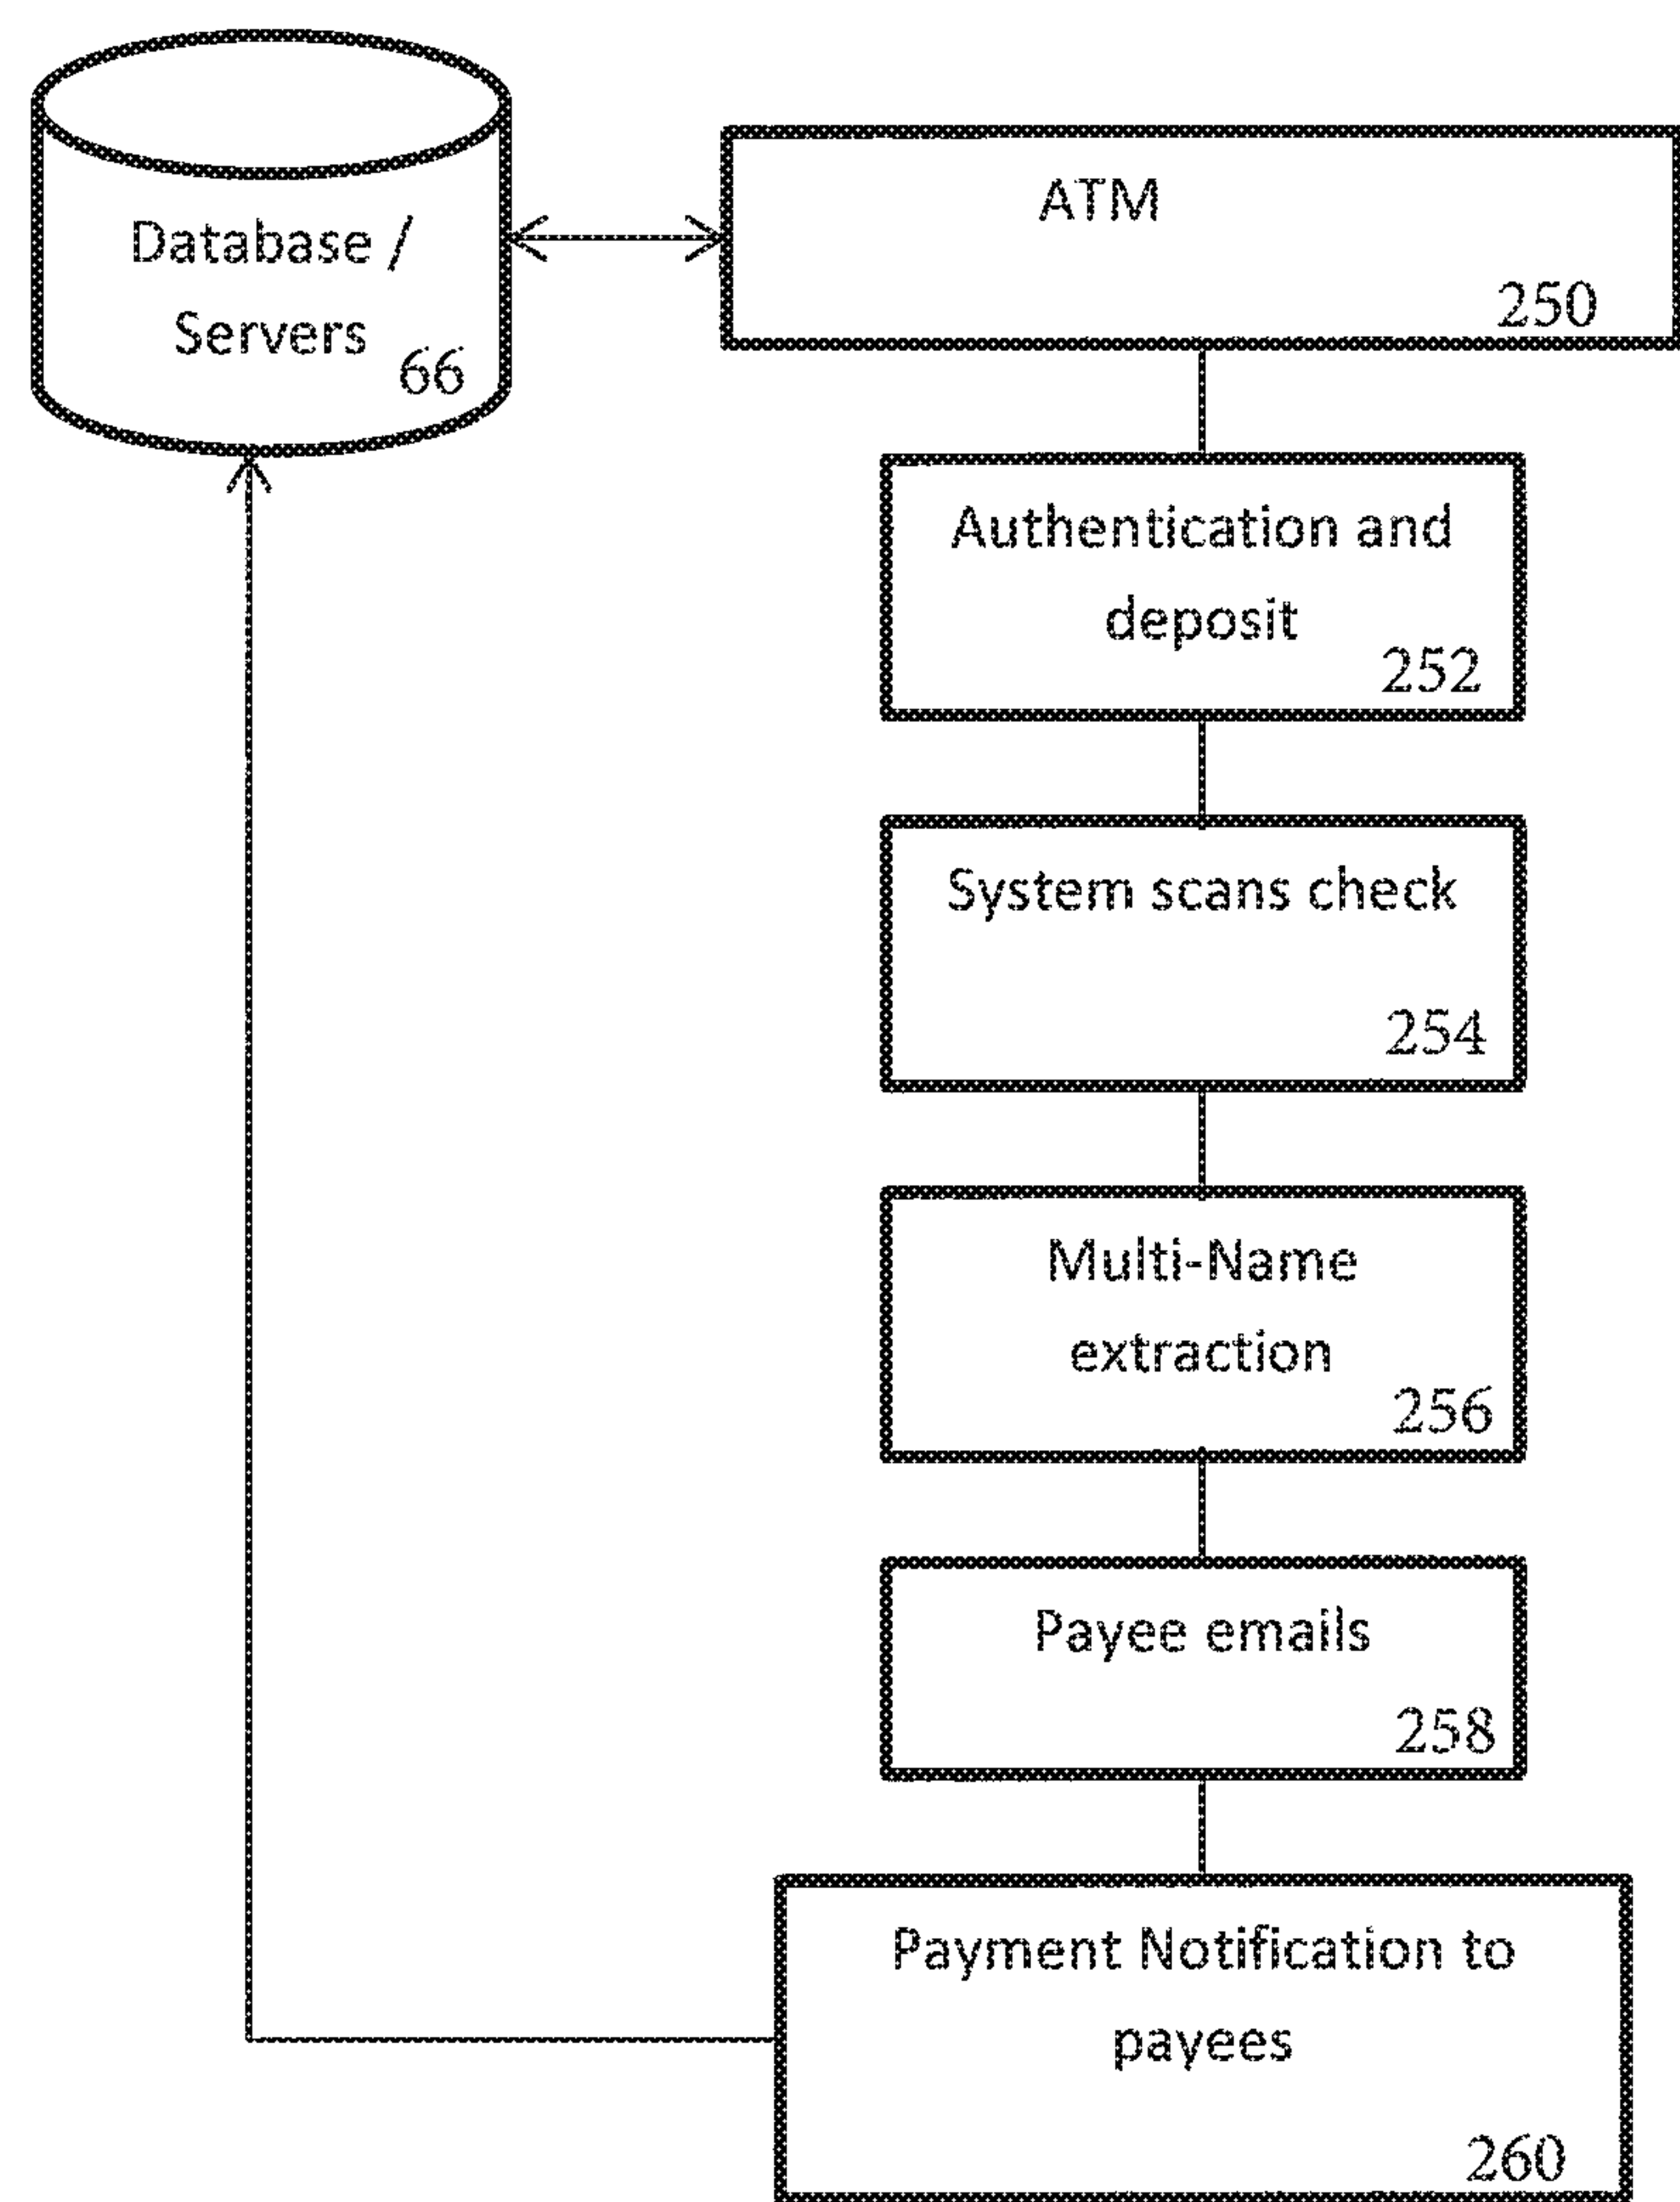 Database /
Servers
66
ATM
250
Authentication and
deposit
252
System scans check
254
Multi-Name
extraction
256
Payee emails
258
Payment Notification to
payees
260